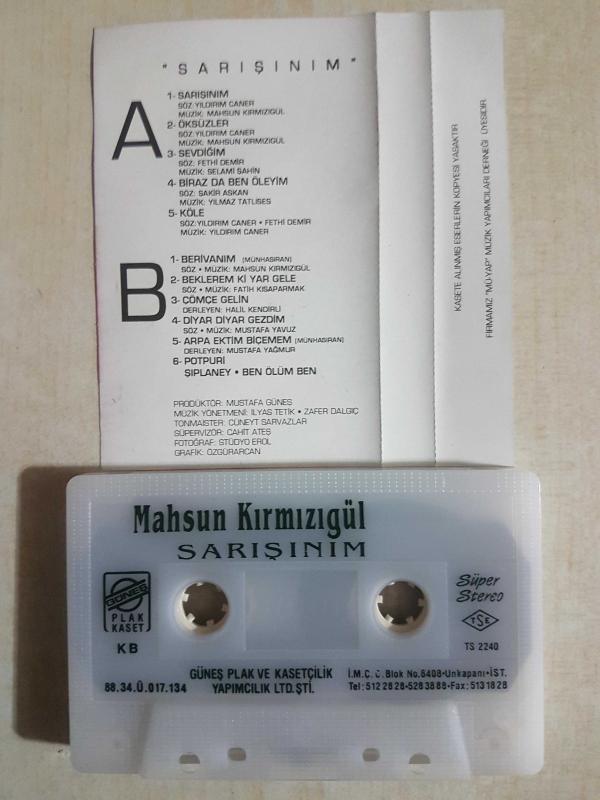 "SARIŞINIM"
A
1- SARIŞINIM
SÖZ: YILDIRIM CANER
MÜZİK: MAHSUN KIRMIZIGÜL
2- ÖKSÜZLER
SÖZ: YILDIRIM CANER
MÜZİK: MAHSUN KIRMIZIGÜL
3- SEVDİĞİM
SÖZ: FETHİ DEMİR
MÜZİK: SELAMİ ŞAHİN
4- BİRAZ DA BEN ÖLEYİM
SÖZ: ŞAKİR AŞKAN
MÜZİK: YILMAZ TATLISES
5- KÖLE
SÖZ: YILDIRIM CANER • FETHİ DEMİR
MÜZİK: YILDIRIM CANER
B
1- BERİVANIM (MÜNHASIRAN)
SÖZ • MÜZİK: MAHSUN KIRMIZIGÜL
2- BEKLEREM Kİ YAR GELE
SÖZ • MÜZİK: FATİH KISAPARMAK
3- ÇÖMÇE GELİN
DERLEYEN: HALİL KENDİRLİ
4- DİYAR DİYAR GEZDİM
SÖZ • MÜZİK: MUSTAFA YAVUZ
5- ARPA EKTİM BİÇEMEM (MÜNHASIRAN)
DERLEYEN: MUSTAFA YAĞMUR
6- POTPURİ
ŞIPLANEY • BEN ÖLÜM BEN
PRODÜKTÖR: MUSTAFA GÜNEŞ
MÜZİK YÖNETMENİ: İLYAS TETİK • ZAFER DALGIÇ
TONMAISTER: CÜNEYT SARVAZLAR
SÜPERVİZÖR: CAHİT ATEŞ
FOTOĞRAF: STÜDYO EROL
GRAFİK: ÖZGÜRARCAN
KASETE ALINMIŞ ESERLERİN KOPYESİ YASAKTIR
FİRMAMIZ "MÜ-YAP" MÜZİK YAPIMCILARI DERNEĞİ ÜYESİDİR.
Mahsun Kırmızıgül
SARIŞINIM
GÜNEŞ
PLAK
KASET
KB
Süper
Stereo
TSE
TS 2240
88.34.Ü.017.134
GÜNEŞ PLAK VE KASETÇİLİK
YAPIMCILIK LTD.ŞTİ.
İ.M.Ç. 6.Blok No.6408•Unkapanı•İST.
Tel: 512 28 28•528 38 88•Fax: 513 18 28